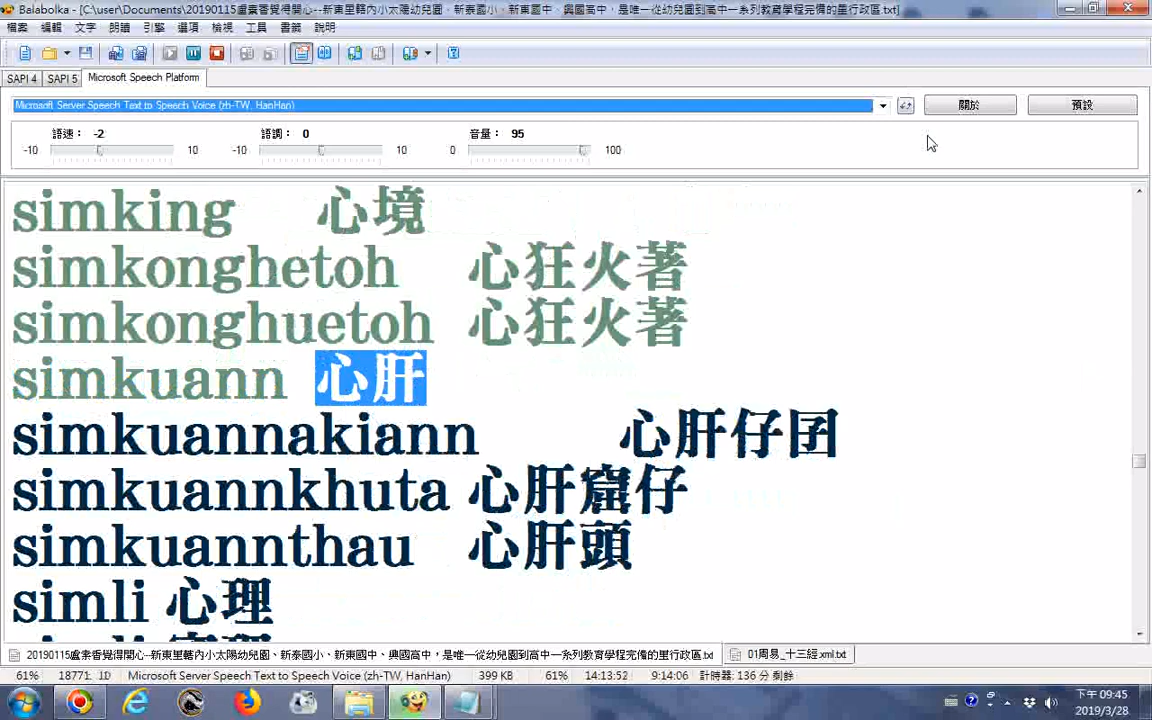 Balabolka - [C:\user\Documents\20190115盧素香覺得開心--新東里轄內小太陽幼兒園、新泰國小、新東國中、興國高中，是唯一從幼兒園到高中一系列教育學程完備的里行政區.txt]
檔案 編輯 文字 朗讀 引擎 選項 檢視 工具 書籤 說明
SAPI 4 SAPI 5 Microsoft Speech Platform
Microsoft Server Speech Text to Speech Voice (zh-TW, HanHan) 關於 預設
語速： -2 語調： 0 音量： 95
-10 10 -10 10 0 100
simking 心境
simkonghetoh 心狂火著
simkonghuetoh 心狂火著
simkuann 心肝
simkuannakiann 心肝仔囝
simkuannkhuta 心肝窟仔
simkuannthau 心肝頭
simli 心理
20190115盧素香覺得開心--新東里轄內小太陽幼兒園、新泰國小、新東國中、興國高中，是唯一從幼兒園到高中一系列教育學程完備的里行政區.txt 01周易_十三經.xml.txt
61% 18771: 10 Microsoft Server Speech Text to Speech Voice (zh-TW, HanHan) 399 KB 61% 14:13:52 9:14:06 計時器: 136 分 剩餘
下午 09:45
2019/3/28